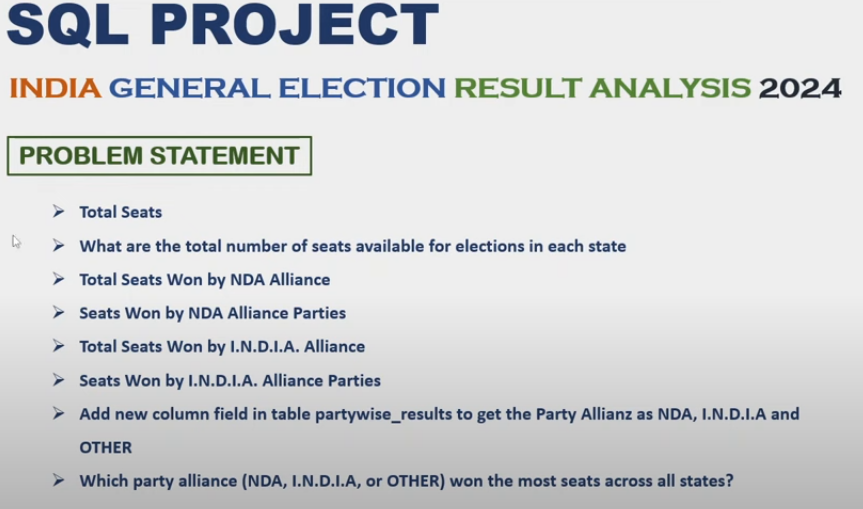 SQL PROJECT
INDIA GENERAL ELECTION RESULT ANALYSIS 2024
PROBLEM STATEMENT
Total Seats
What are the total number of seats available for elections in each state
Total Seats Won by NDA Alliance
Seats Won by NDA Alliance Parties
Total Seats Won by I.N.D.I.A. Alliance
Seats Won by I.N.D.I.A. Alliance Parties
Add new column field in table partywise_results to get the Party Allianz as NDA, I.N.D.I.A and
OTHER
Which party alliance (NDA, I.N.D.I.A, or OTHER) won the most seats across all states?